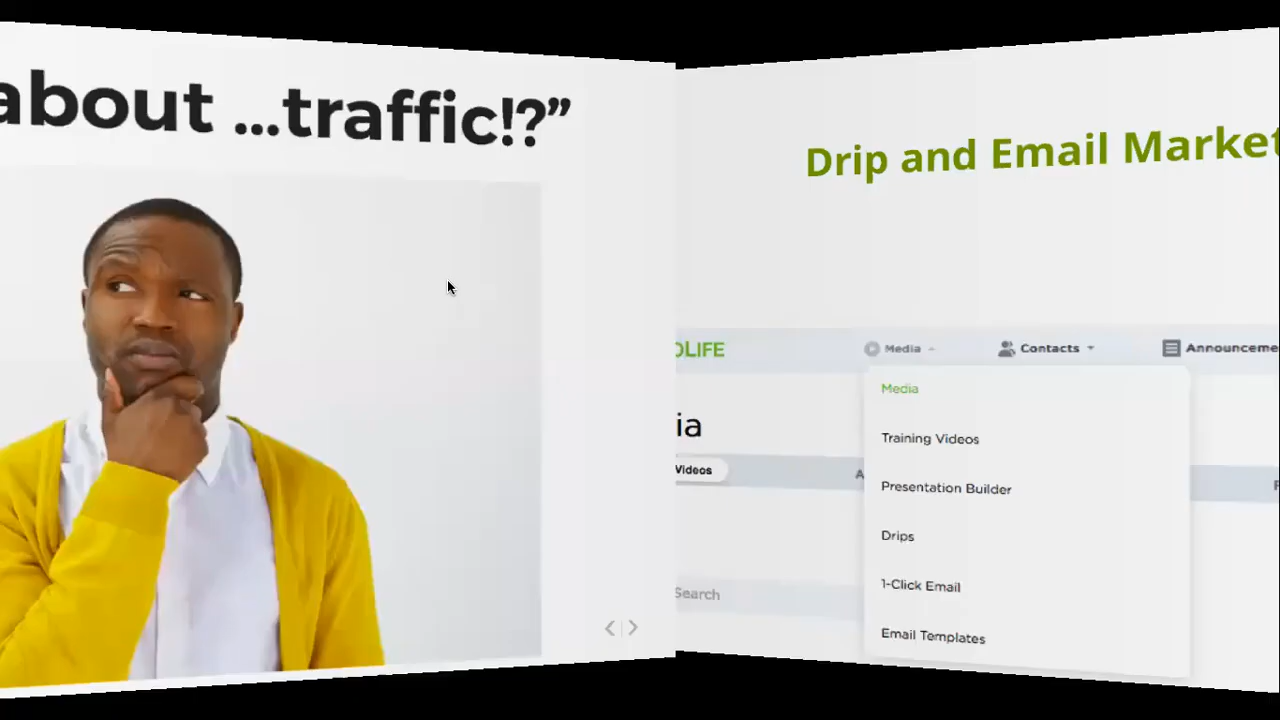 about ...traffic!?”
Drip and Email Market
OLIFE
Media
Contacts
Announceme
Media
ia
Training Videos
Videos
A
Presentation Builder
Drips
1-Click Email
Search
Email Templates